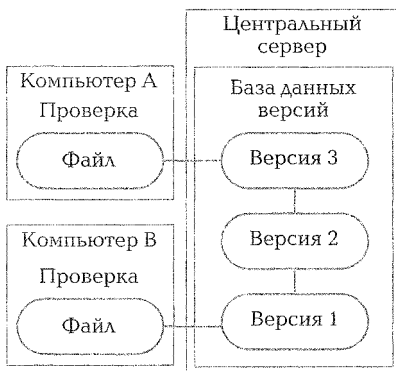 Центральный
сервер
Компьютер А
Проверка
Файл
База данных
версий
Версия 3
Версия 2
Компьютер В
Проверка
Файл
Версия 1